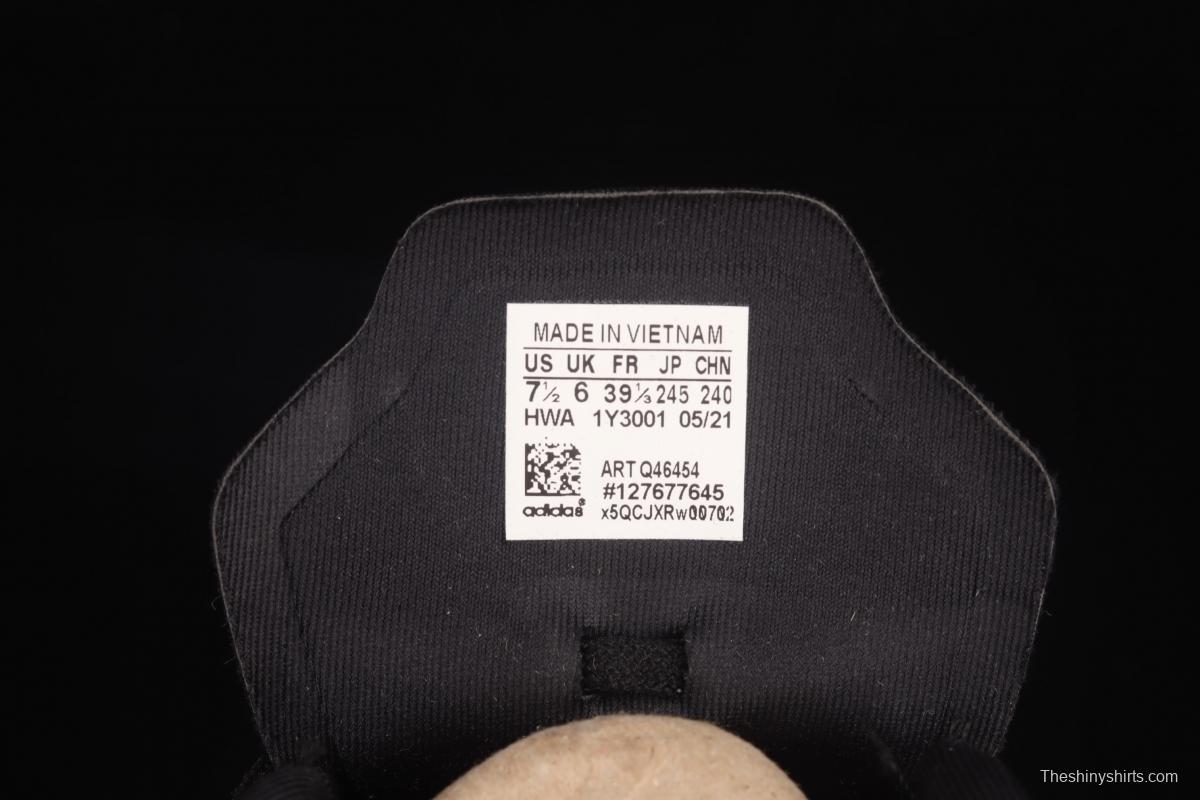 MADE IN VIETNAM
US UK FR JP CHN
7½ 6 39⅓ 245 240
HWA 1Y3001 05/21
ART Q46454
#127677645
adidas®
x5QCJXRw00702
Theshinyshirts.com